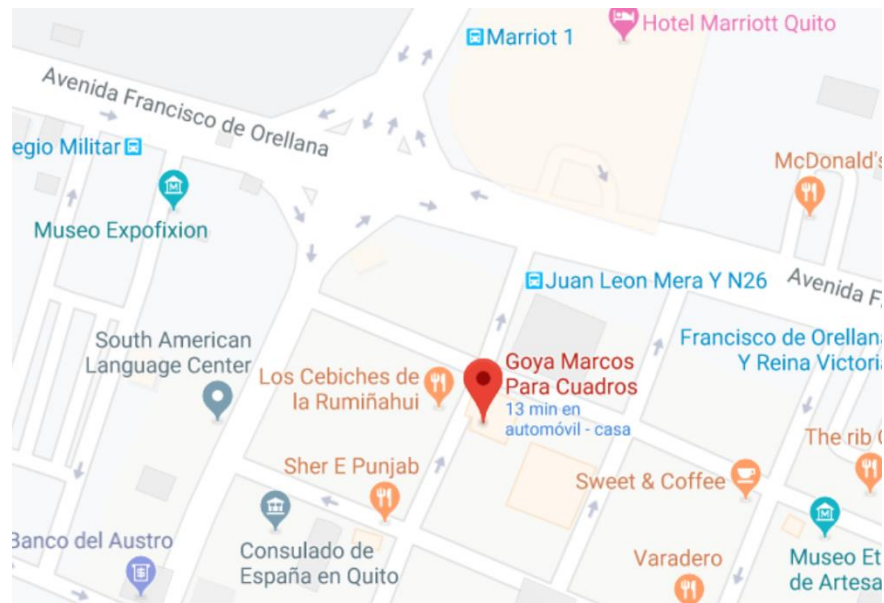 Hotel Marriott Quito
Marriot 1
Avenida Francisco de Orellana
egio Militar
McDonald's
Museo Expofixion
Juan Leon Mera Y N26
Avenida F
South American
Language Center
Francisco de Orellana
Y Reina Victoria
Los Cebiches de
la Rumiñahui
Goya Marcos
Para Cuadros
13 min en
automóvil - casa
The rib
Sher E Punjab
Sweet & Coffee
Banco del Austro
Consulado de
España en Quito
Varadero
Museo Et
de Artesa